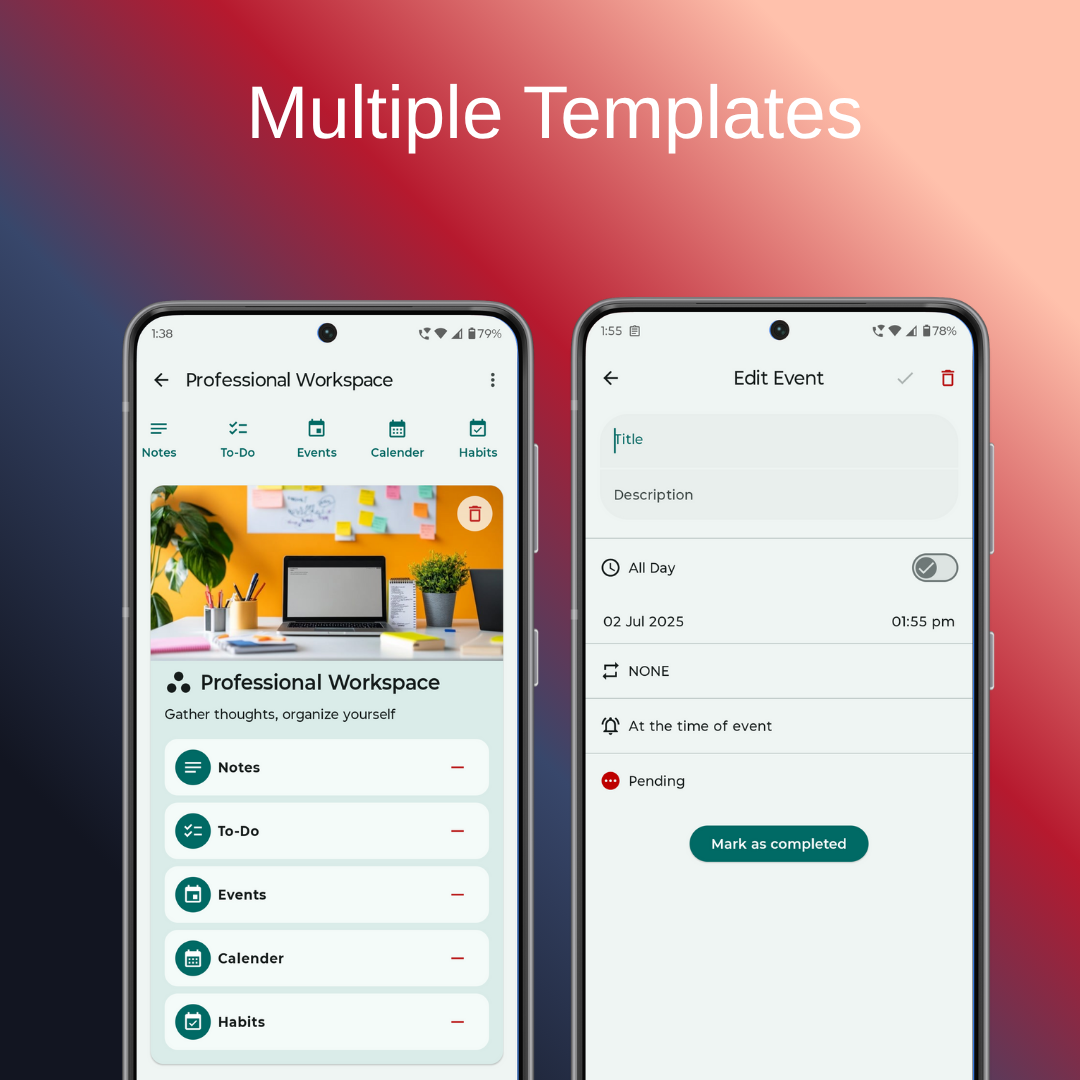 Multiple Templates
1:38
79%
Professional Workspace
Notes
To-Do
Events
Calender
Habits
Professional Workspace
Gather thoughts, organize yourself
Notes
To-Do
Events
Calender
Habits
1:55
78%
Edit Event
Title
Description
All Day
02 Jul 2025
01:55 pm
NONE
At the time of event
Pending
Mark as completed